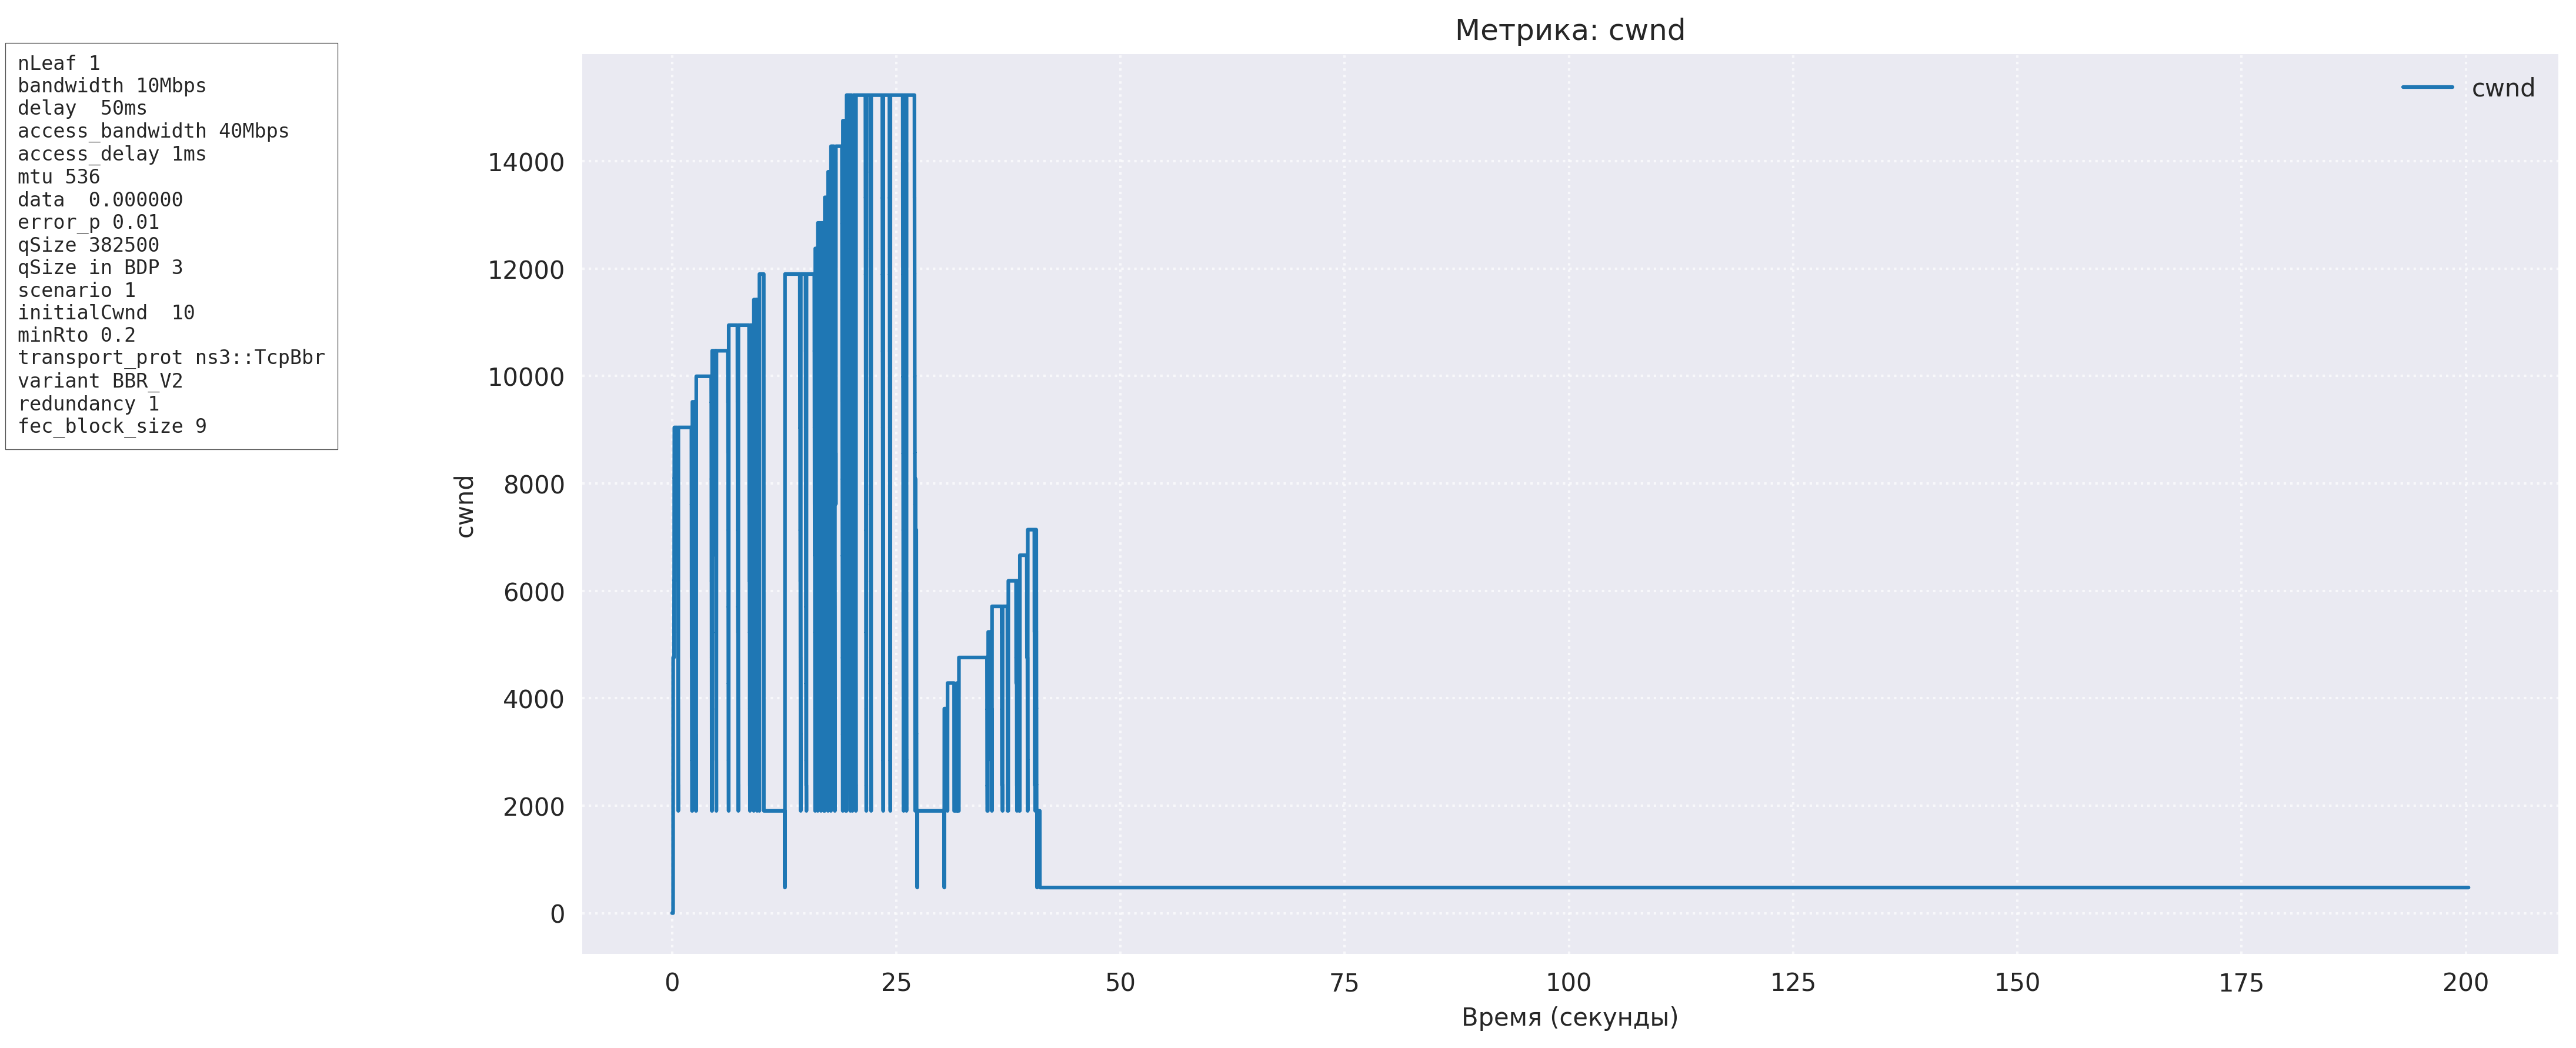 Метрика: cwnd
nLeaf 1
bandwidth 10Mbps
delay  50ms
access_bandwidth 40Mbps
access_delay 1ms
mtu 536
data  0.000000
error_p 0.01
qSize 382500
qSize in BDP 3
scenario 1
initialCwnd  10
minRto 0.2
transport_prot ns3::TcpBbr
variant BBR_V2
redundancy 1
fec_block_size 9
cwnd
14000
12000
10000
8000
6000
4000
2000
0
cwnd
0 25 50 75 100 125 150 175 200
Время (секунды)